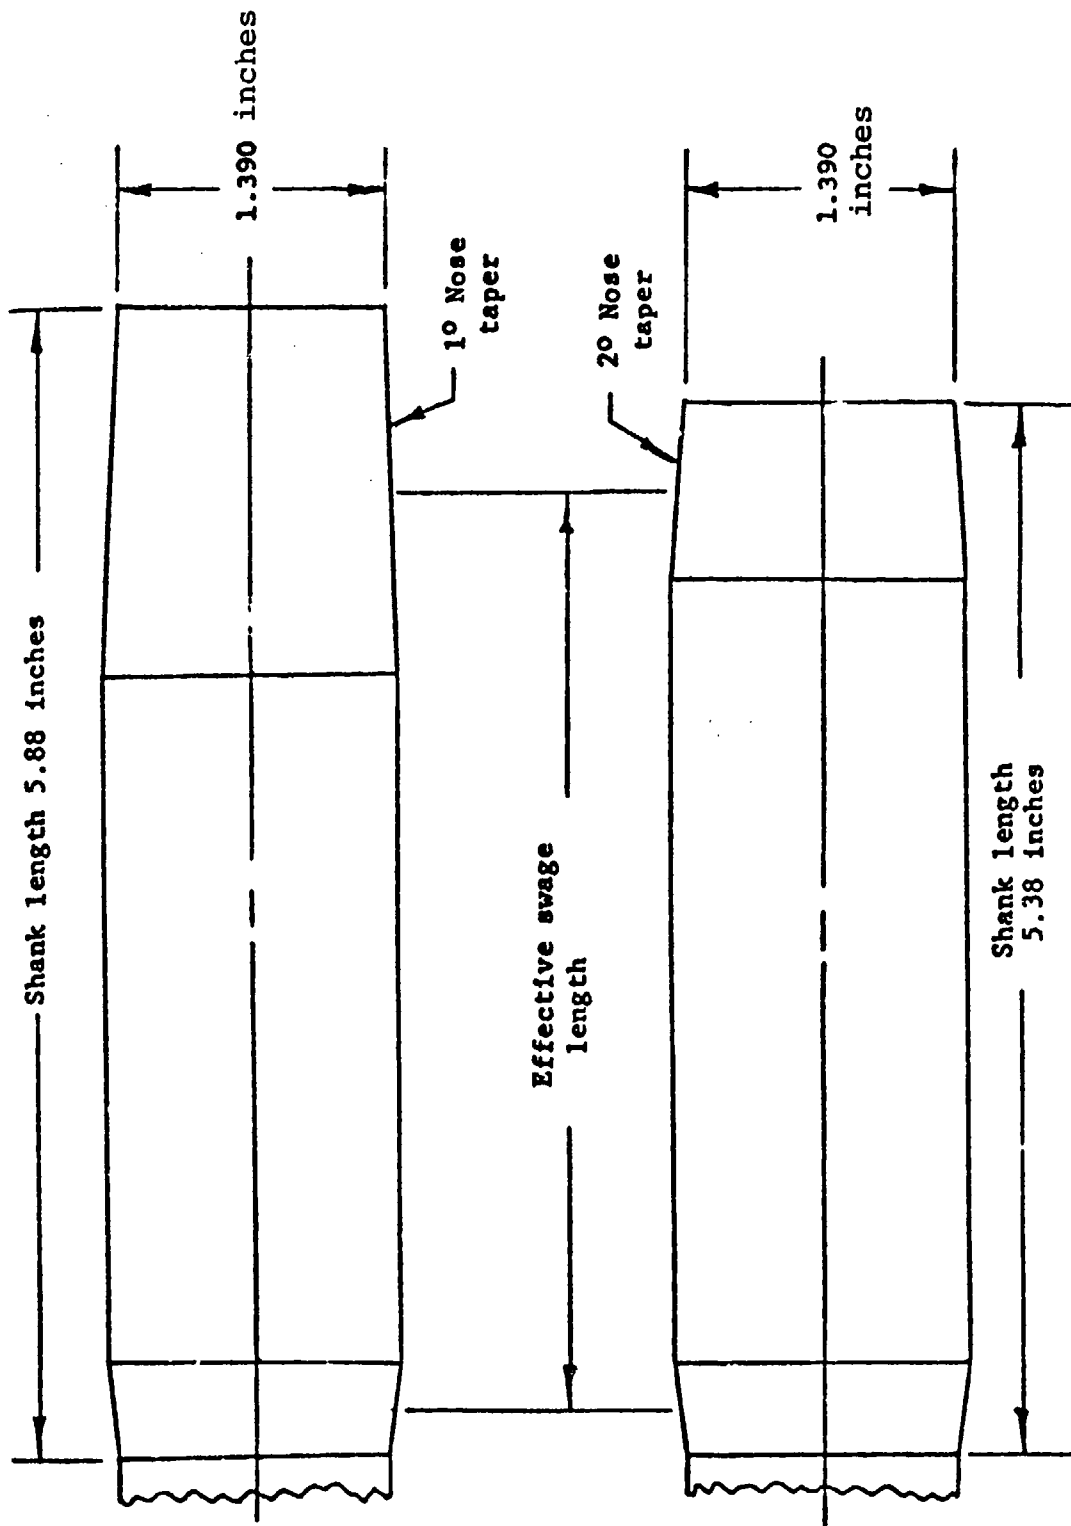 Shank length 5.88 inches
1.390 inches
1° Nose
taper
Effective swage
length
2° Nose
taper
1.390
inches
Shank length
5.38 inches